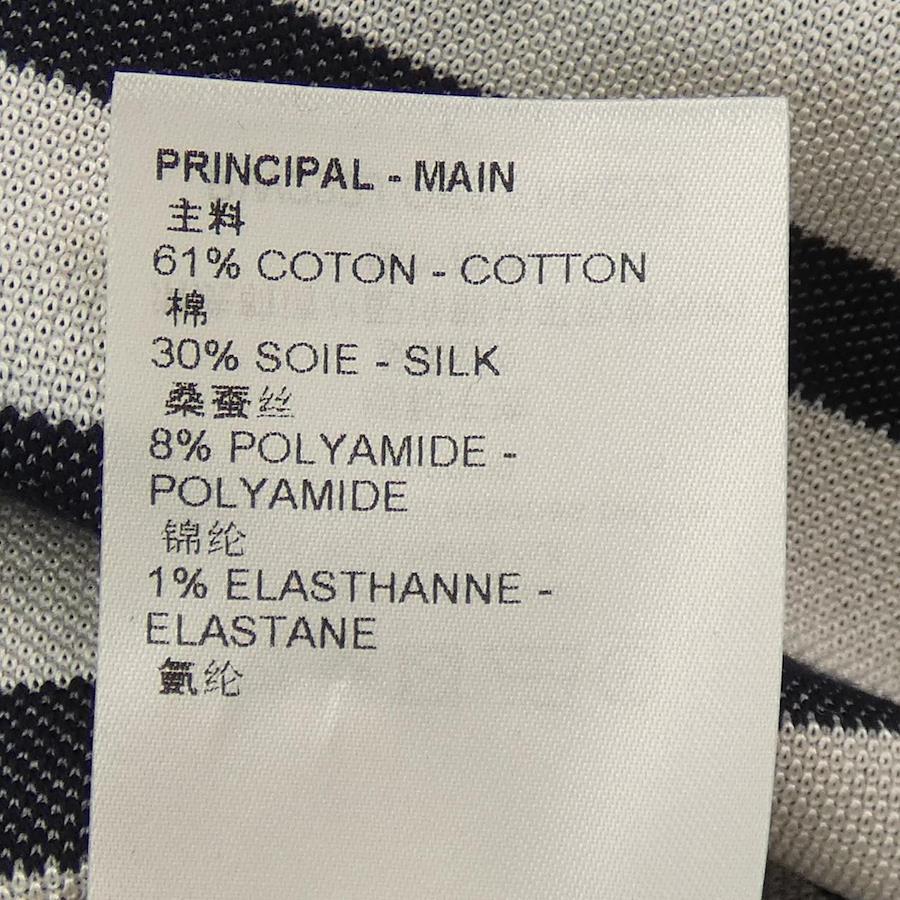 PRINCIPAL - MAIN
主料
61% COTON - COTTON
棉
30% SOIE - SILK
桑蚕丝
8% POLYAMIDE -
POLYAMIDE
锦纶
1% ELASTHANNE -
ELASTANE
氨纶